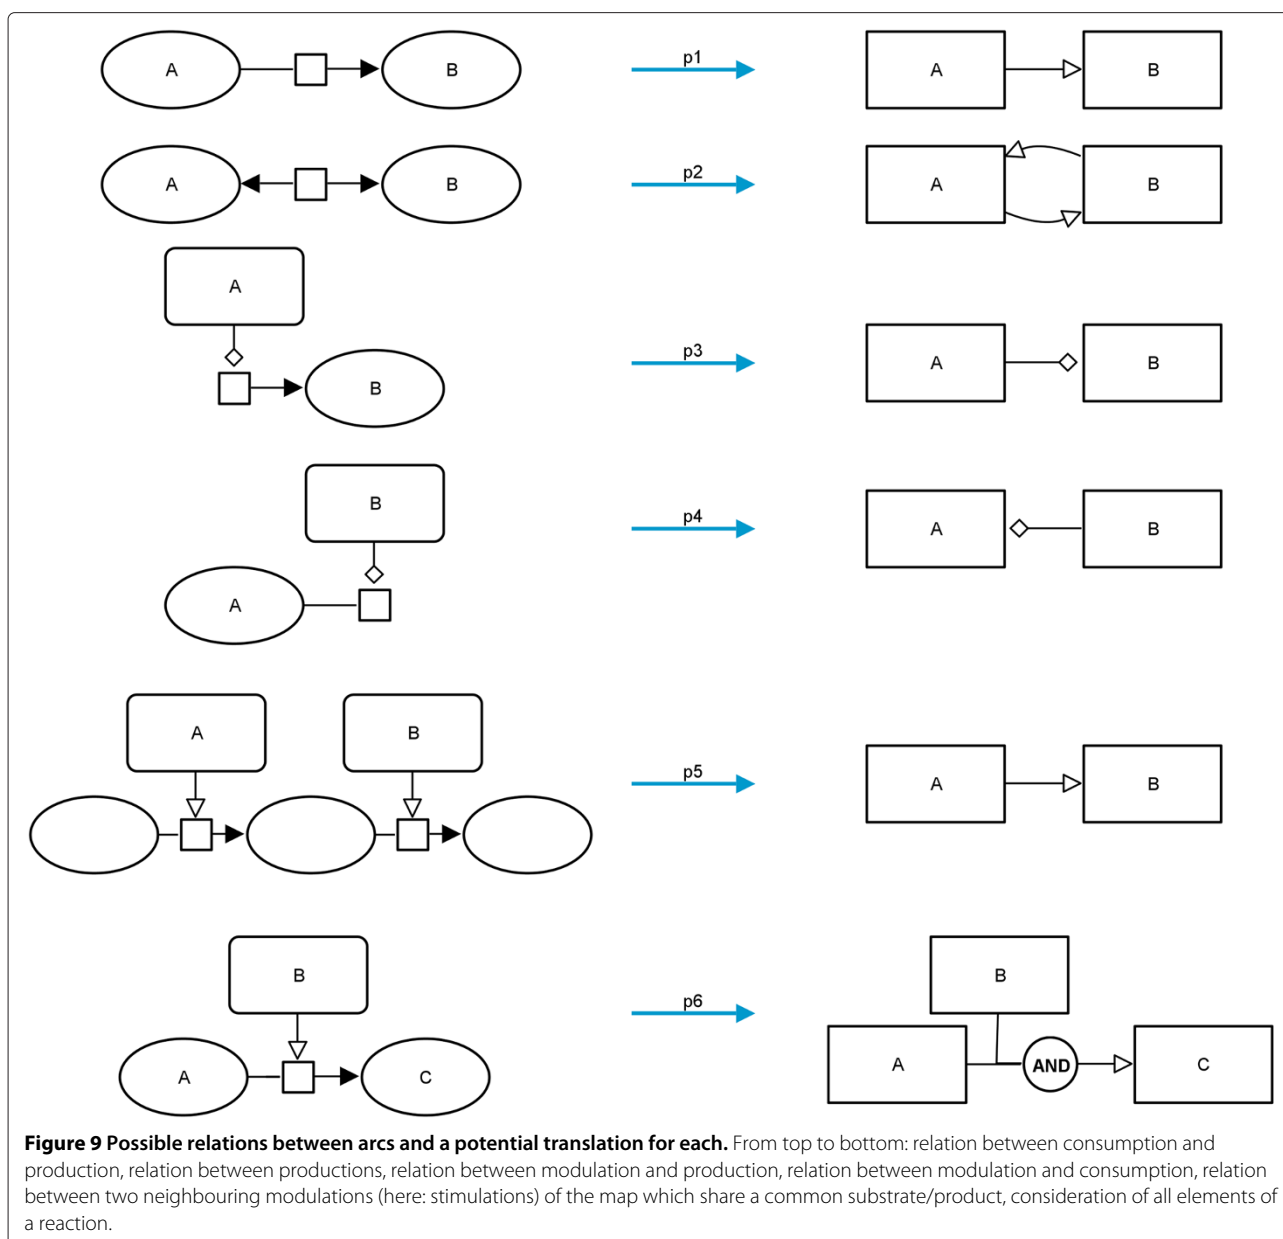 A B p1 A B
A B p2 A B
A
B p3 A B
B
A p4 A B
A B p5 A B
B p6 B
A C A AND C
Figure 9 Possible relations between arcs and a potential translation for each. From top to bottom: relation between consumption and
production, relation between productions, relation between modulation and production, relation between modulation and consumption, relation
between two neighbouring modulations (here: stimulations) of the map which share a common substrate/product, consideration of all elements of
a reaction.